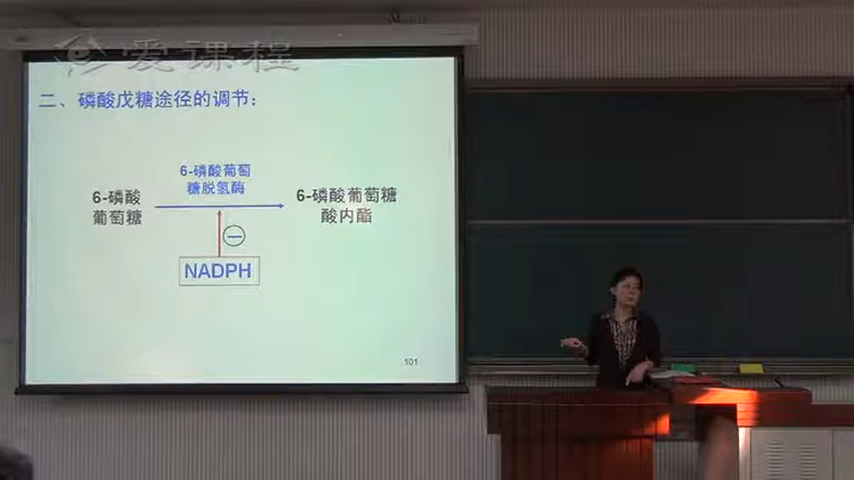 爱课程
二、磷酸戊糖途径的调节：
6-磷酸葡萄
糖脱氢酶
6-磷酸
葡萄糖
6-磷酸葡萄糖
酸内酯
NADPH
101